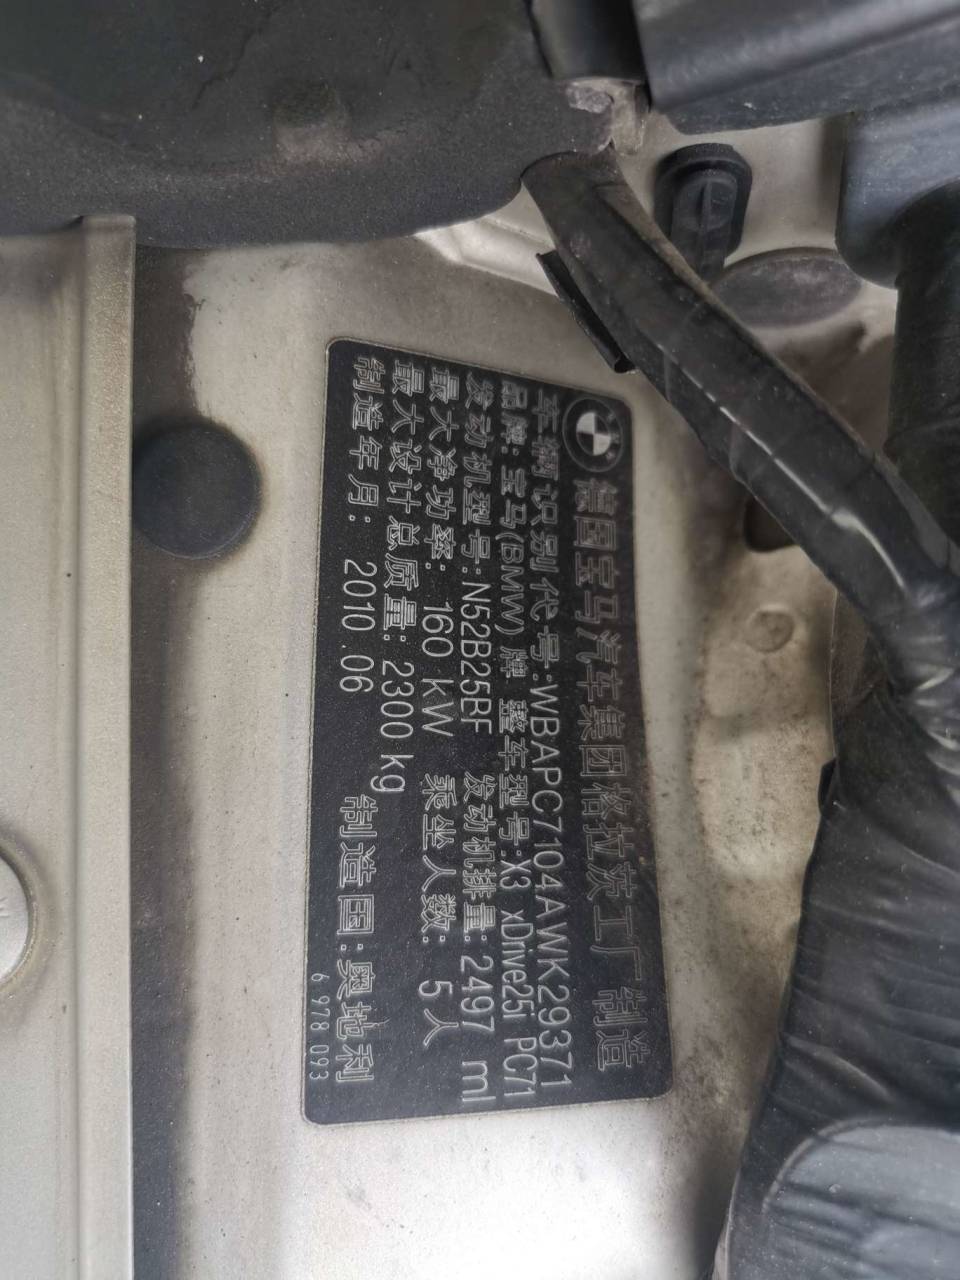 德国宝马汽车集团格拉茨工厂 制造
车辆识别代号:WBAPC7104AWK29371
品牌: 宝马(BMW) 牌 整车型号:X3 xDrive25i PC71
发动机型号:N52B25BF 发动机排量: 2497 ml
最大净功率: 160 kW 乘坐人数: 5人
最大设计总质量: 2300 kg
制造年月: 2010.06 制造国:奥地利
6 978 093